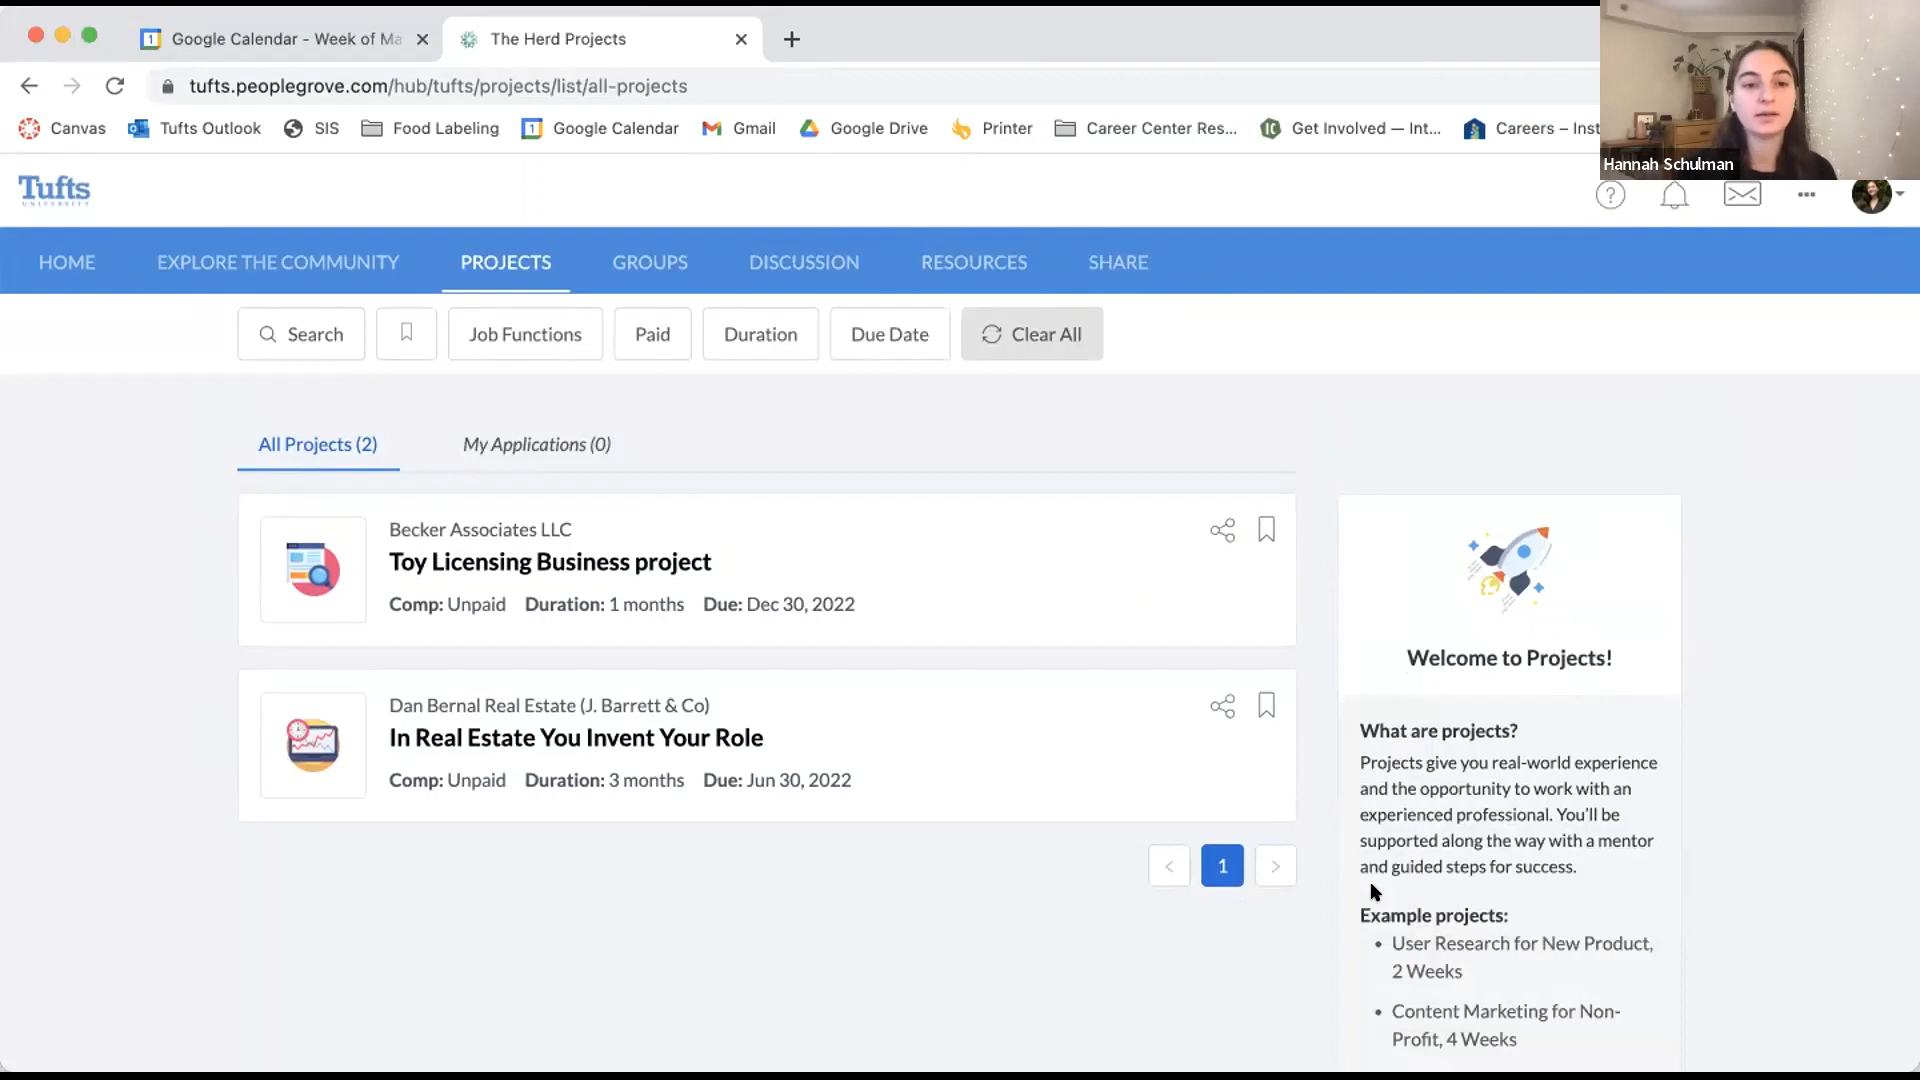 Google Calendar - Week of Ma
The Herd Projects
tufts.peoplegrove.com/hub/tufts/projects/list/all-projects
Canvas
Tufts Outlook
SIS
Food Labeling
1 Google Calendar
Gmail
Google Drive
Printer
Career Center Res...
IC Get Involved — Int...
Careers – Inst
Hannah Schulman
Tufts
UNIVERSITY
HOME
EXPLORE THE COMMUNITY
PROJECTS
GROUPS
DISCUSSION
RESOURCES
SHARE
Search
Job Functions
Paid
Duration
Due Date
Clear All
All Projects (2)
My Applications (0)
Becker Associates LLC
Toy Licensing Business project
Comp: Unpaid Duration: 1 months Due: Dec 30, 2022
Dan Bernal Real Estate (J. Barrett & Co)
In Real Estate You Invent Your Role
Comp: Unpaid Duration: 3 months Due: Jun 30, 2022
< 1 >
Welcome to Projects!
What are projects?
Projects give you real-world experience
and the opportunity to work with an
experienced professional. You'll be
supported along the way with a mentor
and guided steps for success.
Example projects:
• User Research for New Product,
2 Weeks
• Content Marketing for Non-
Profit, 4 Weeks